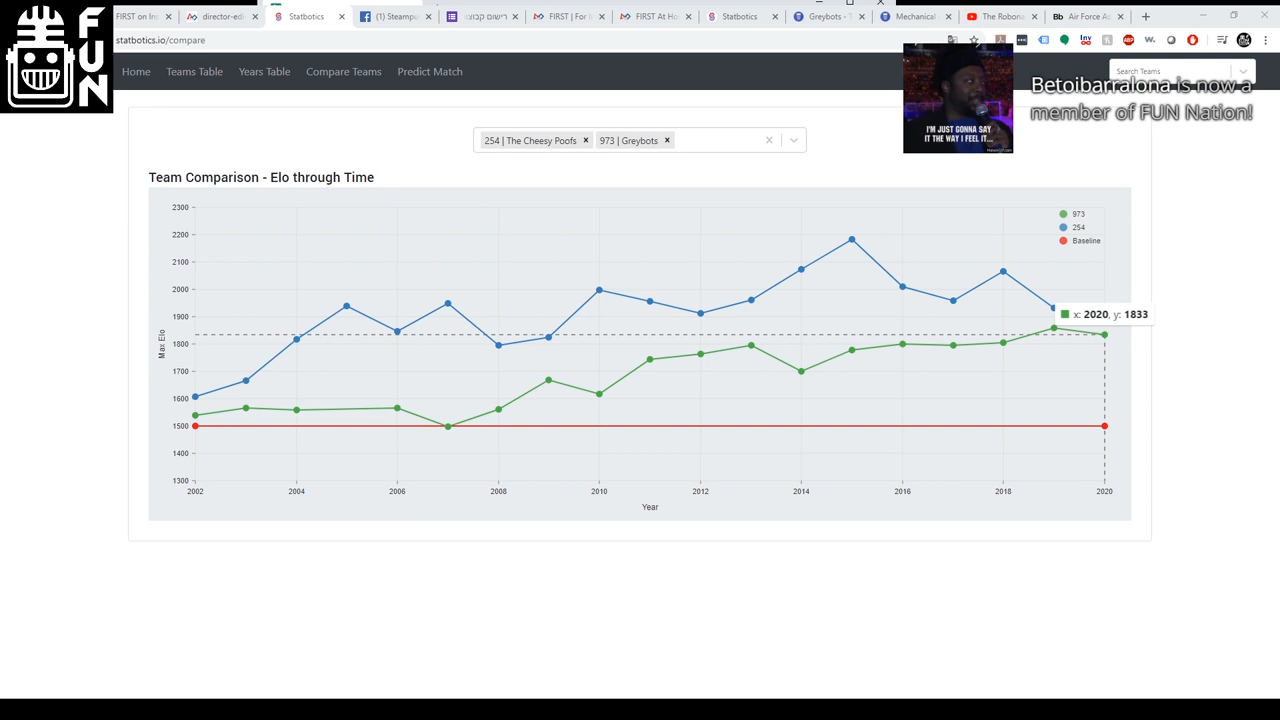 FUN
FIRST on In
director-edi
Statbotics
(1) Steampu
רישום קבוצו
FIRST | For I
FIRST At Ho
Statbotics
Greybots - T
Mechanical
The Robona
Bb Air Force A
statbotics.io/compare
Home Teams Table Years Table Compare Teams Predict Match
Search Teams
Betoibarralona is now a
member of FUN Nation!
I'M JUST GONNA SAY
IT THE WAY I FEEL IT...
254 | The Cheesy Poofs
973 | Greybots
Team Comparison - Elo through Time
973
254
Baseline
x: 2020, y: 1833
Max Elo
2300
2200
2100
2000
1900
1800
1700
1600
1500
1400
1300
2002 2004 2006 2008 2010 2012 2014 2016 2018 2020
Year